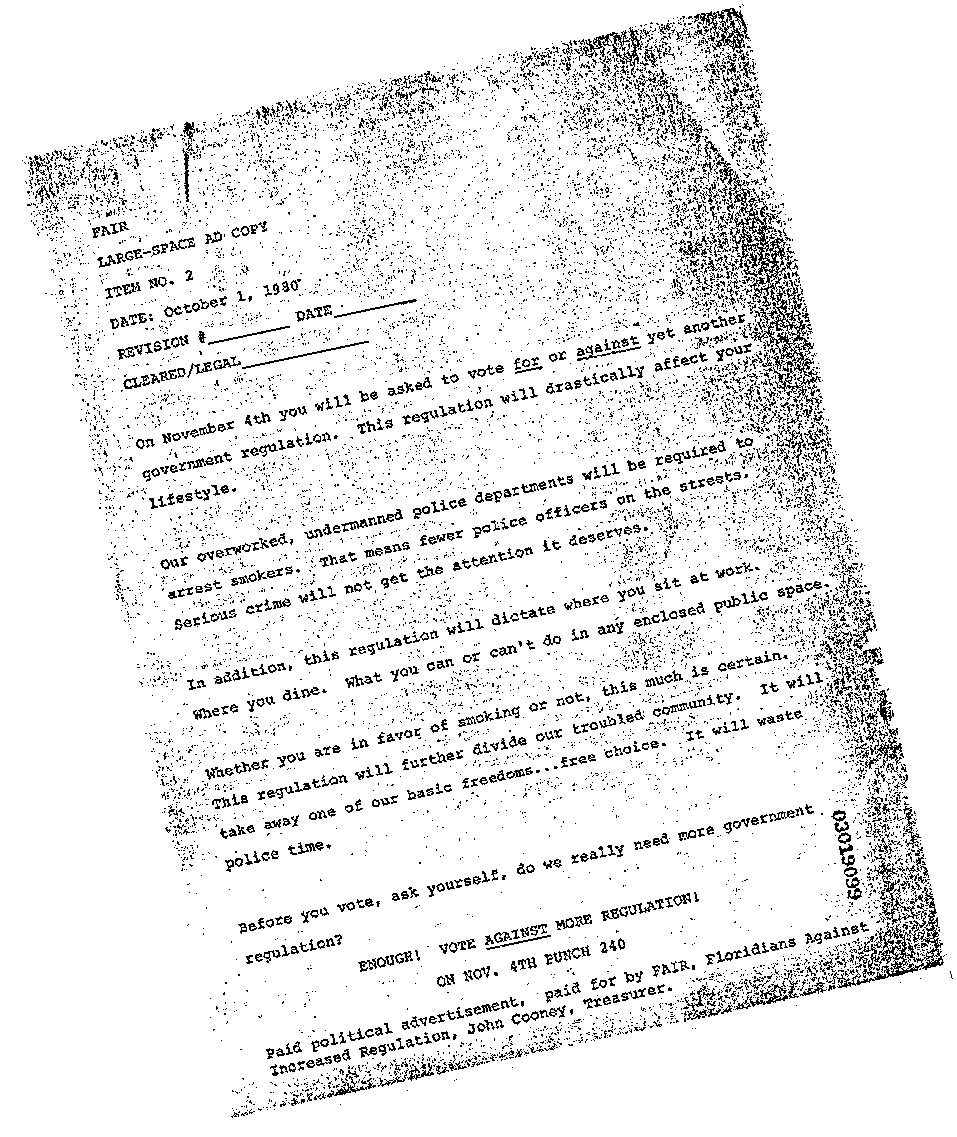 FAIR
LARGE-SPACE AD COPY
ITEM NO. 2
DATE: October 1, 1980
REVISION #________ DATE________
CLEARED/LEGAL____________
On November 4th you will be asked to vote for or against yet another
government regulation. This regulation will drastically affect your
lifestyle.
Our overworked, undermanned police departments will be required to
arrest smokers. That means fewer police officers on the streets.
Serious crime will not get the attention it deserves.
In addition, this regulation will dictate where you sit at work.
Where you dine. What you can or can't do in any enclosed public space.
Whether you are in favor of smoking or not, this much is certain.
This regulation will further divide our troubled community. It will
take away one of our basic freedoms...free choice. It will waste
police time.
Before you vote, ask yourself, do we really need more government
regulation?
ENOUGH! VOTE AGAINST MORE REGULATION!
ON NOV. 4TH PUNCH 240
Paid political advertisement, paid for by FAIR, Floridians Against
Increased Regulation, John Cooney, Treasurer.
03019099